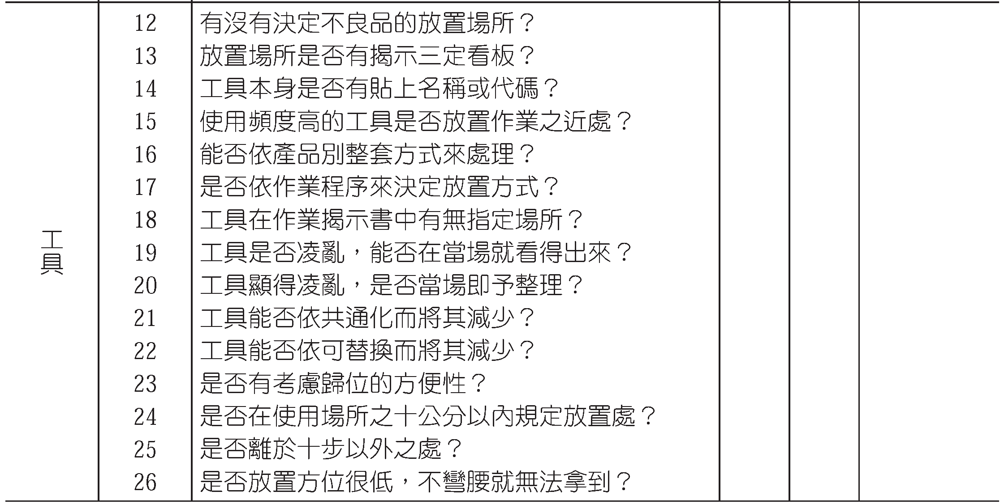 工具
12 有沒有決定不良品的放置場所？
13 放置場所是否有揭示三定看板？
14 工具本身是否有貼上名稱或代碼？
15 使用頻度高的工具是否放置作業之近處？
16 能否依產品別整套方式來處理？
17 是否依作業程序來決定放置方式？
18 工具在作業揭示書中有無指定場所？
19 工具是否凌亂，能否在當場就看得出來？
20 工具顯得凌亂，是否當場即予整理？
21 工具能否依共通化而將其減少？
22 工具能否依可替換而將其減少？
23 是否有考慮歸位的方便性？
24 是否在使用場所之十公分以內規定放置處？
25 是否離於十步以外之處？
26 是否放置方位很低，不彎腰就無法拿到？